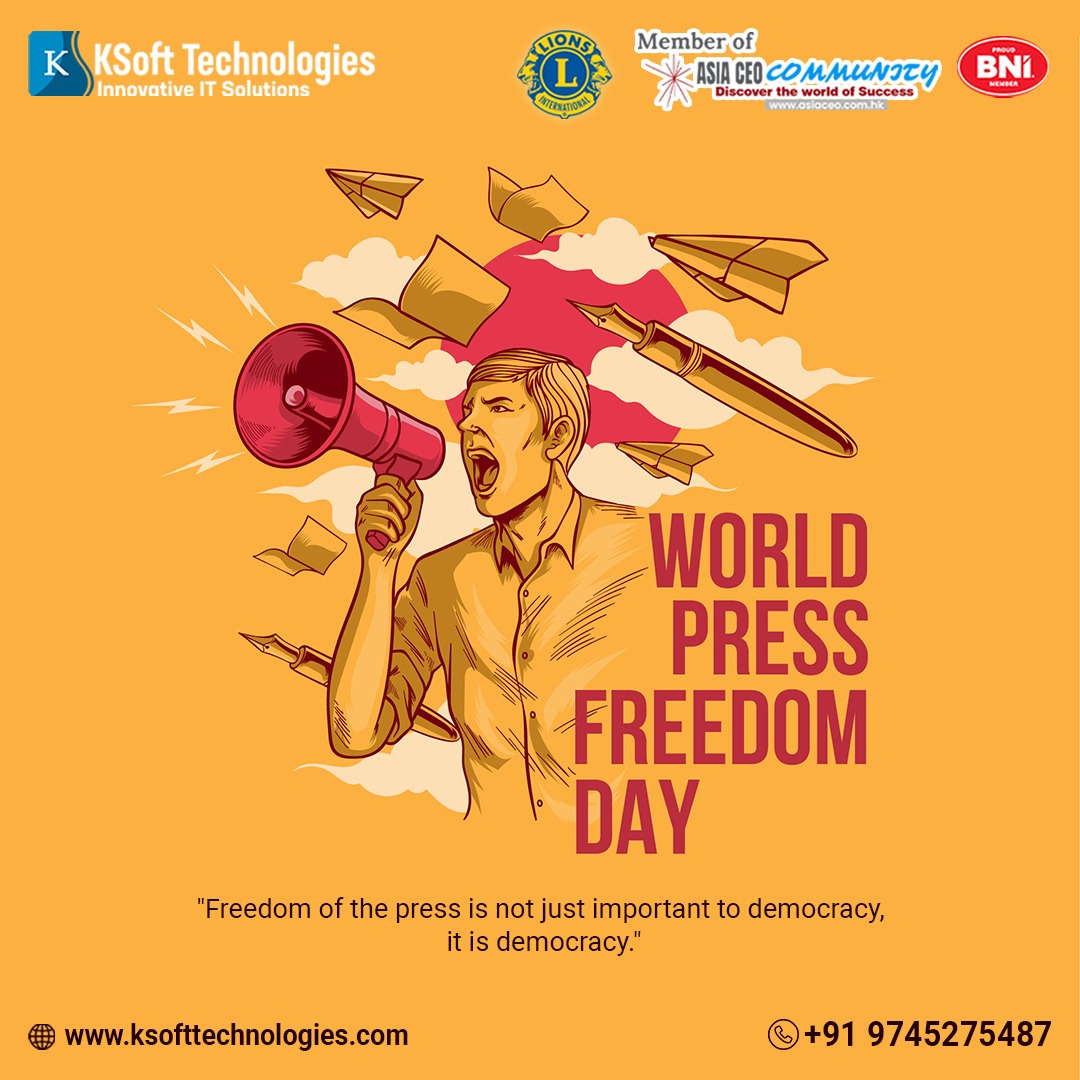 K KSoft Technologies
Innovative IT Solutions
LIONS
L
INTERNATIONAL
Member of
ASIA CEO COMMUNITY
Discover the world of Success
www.asiaceo.com.hk
PROUD
BNI
MEMBER
WORLD
PRESS
FREEDOM
DAY
"Freedom of the press is not just important to democracy,
it is democracy."
www.ksofttechnologies.com
+91 9745275487